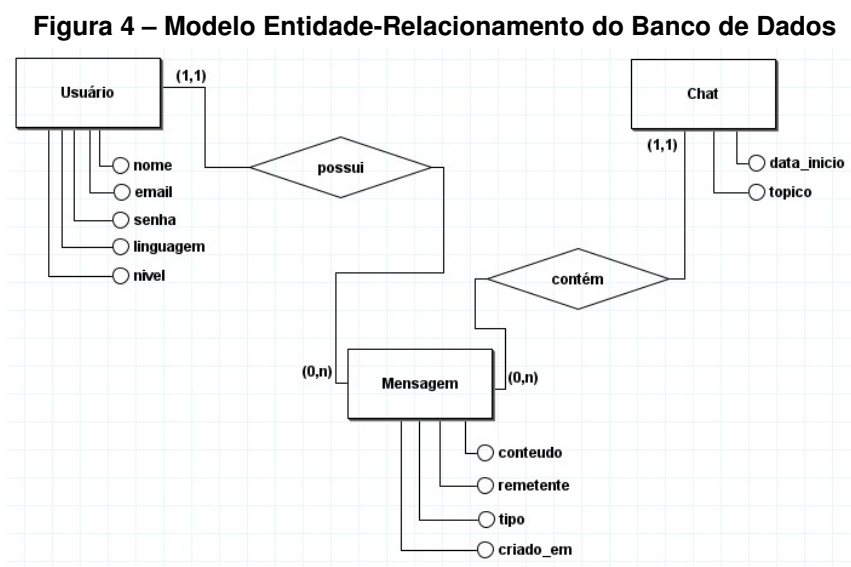 Figura 4 – Modelo Entidade-Relacionamento do Banco de Dados
Usuário
(1,1)
nome
email
senha
linguagem
nivel
possui
Chat
(1,1)
data_inicio
topico
contém
(0,n)
Mensagem
(0,n)
conteudo
remetente
tipo
criado_em